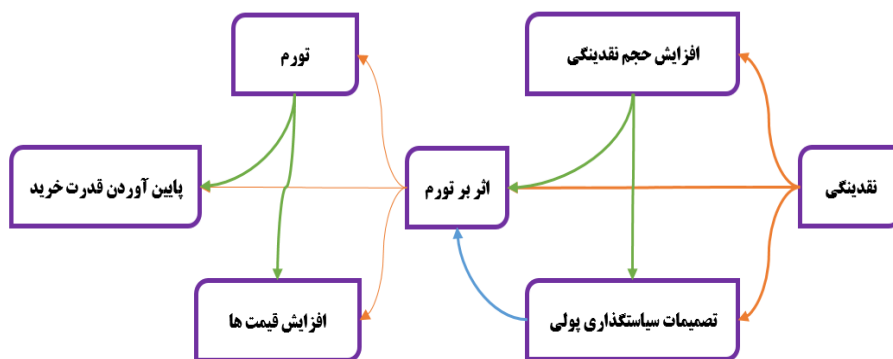 افزایش حجم نقدینگی
تورم
نقدینگی
اثر بر تورم
پایین آوردن قدرت خرید
تصمیمات سیاستگذاری پولی
افزایش قیمت ها